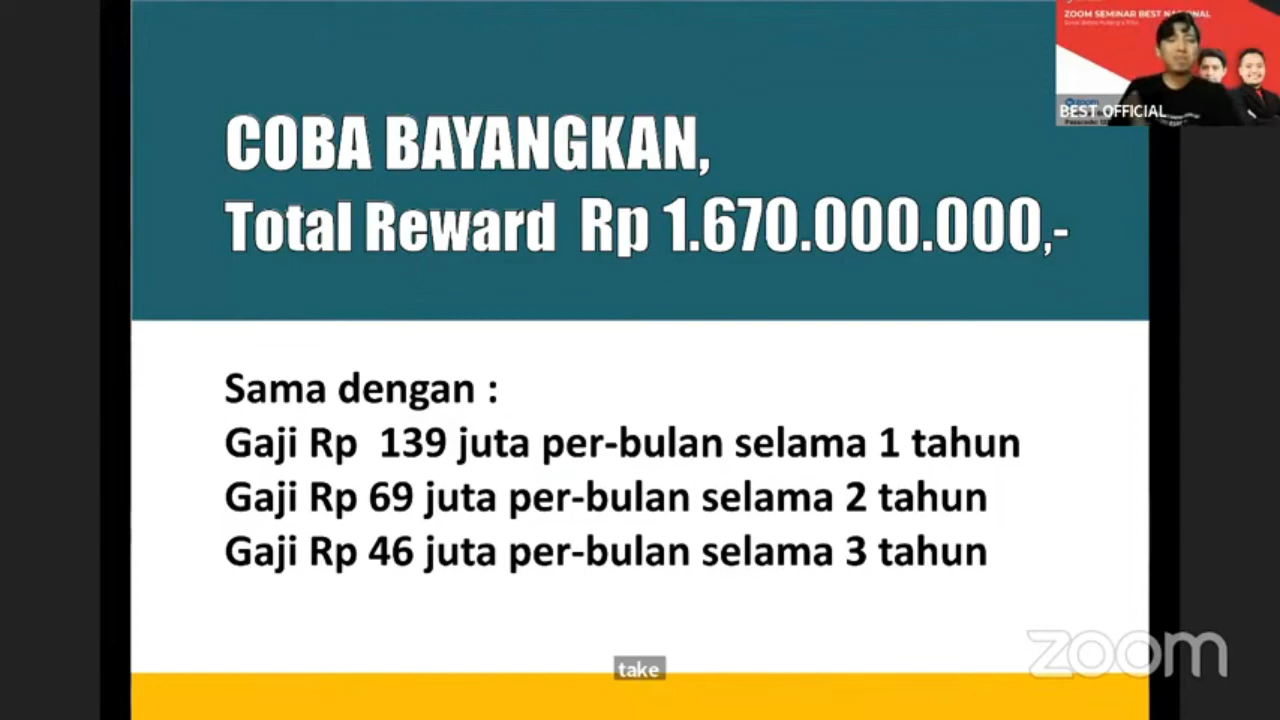 ZOOM SEMINAR BEST NASIONAL
BEST OFFICIAL
COBA BAYANGKAN,
Total Reward Rp 1.670.000.000,-
Sama dengan :
Gaji Rp 139 juta per-bulan selama 1 tahun
Gaji Rp 69 juta per-bulan selama 2 tahun
Gaji Rp 46 juta per-bulan selama 3 tahun
take
zoom